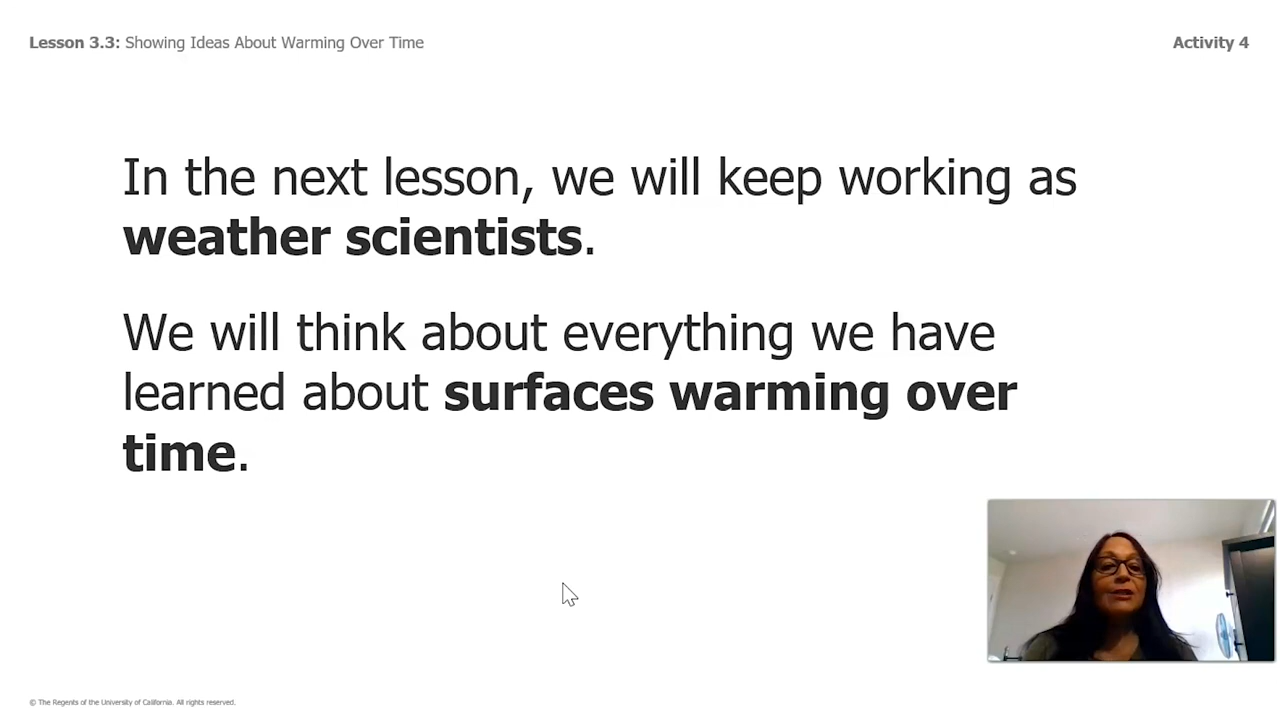 Lesson 3.3: Showing Ideas About Warming Over Time
Activity 4
In the next lesson, we will keep working as
weather scientists.
We will think about everything we have
learned about surfaces warming over
time.
© The Regents of the University of California. All rights reserved.